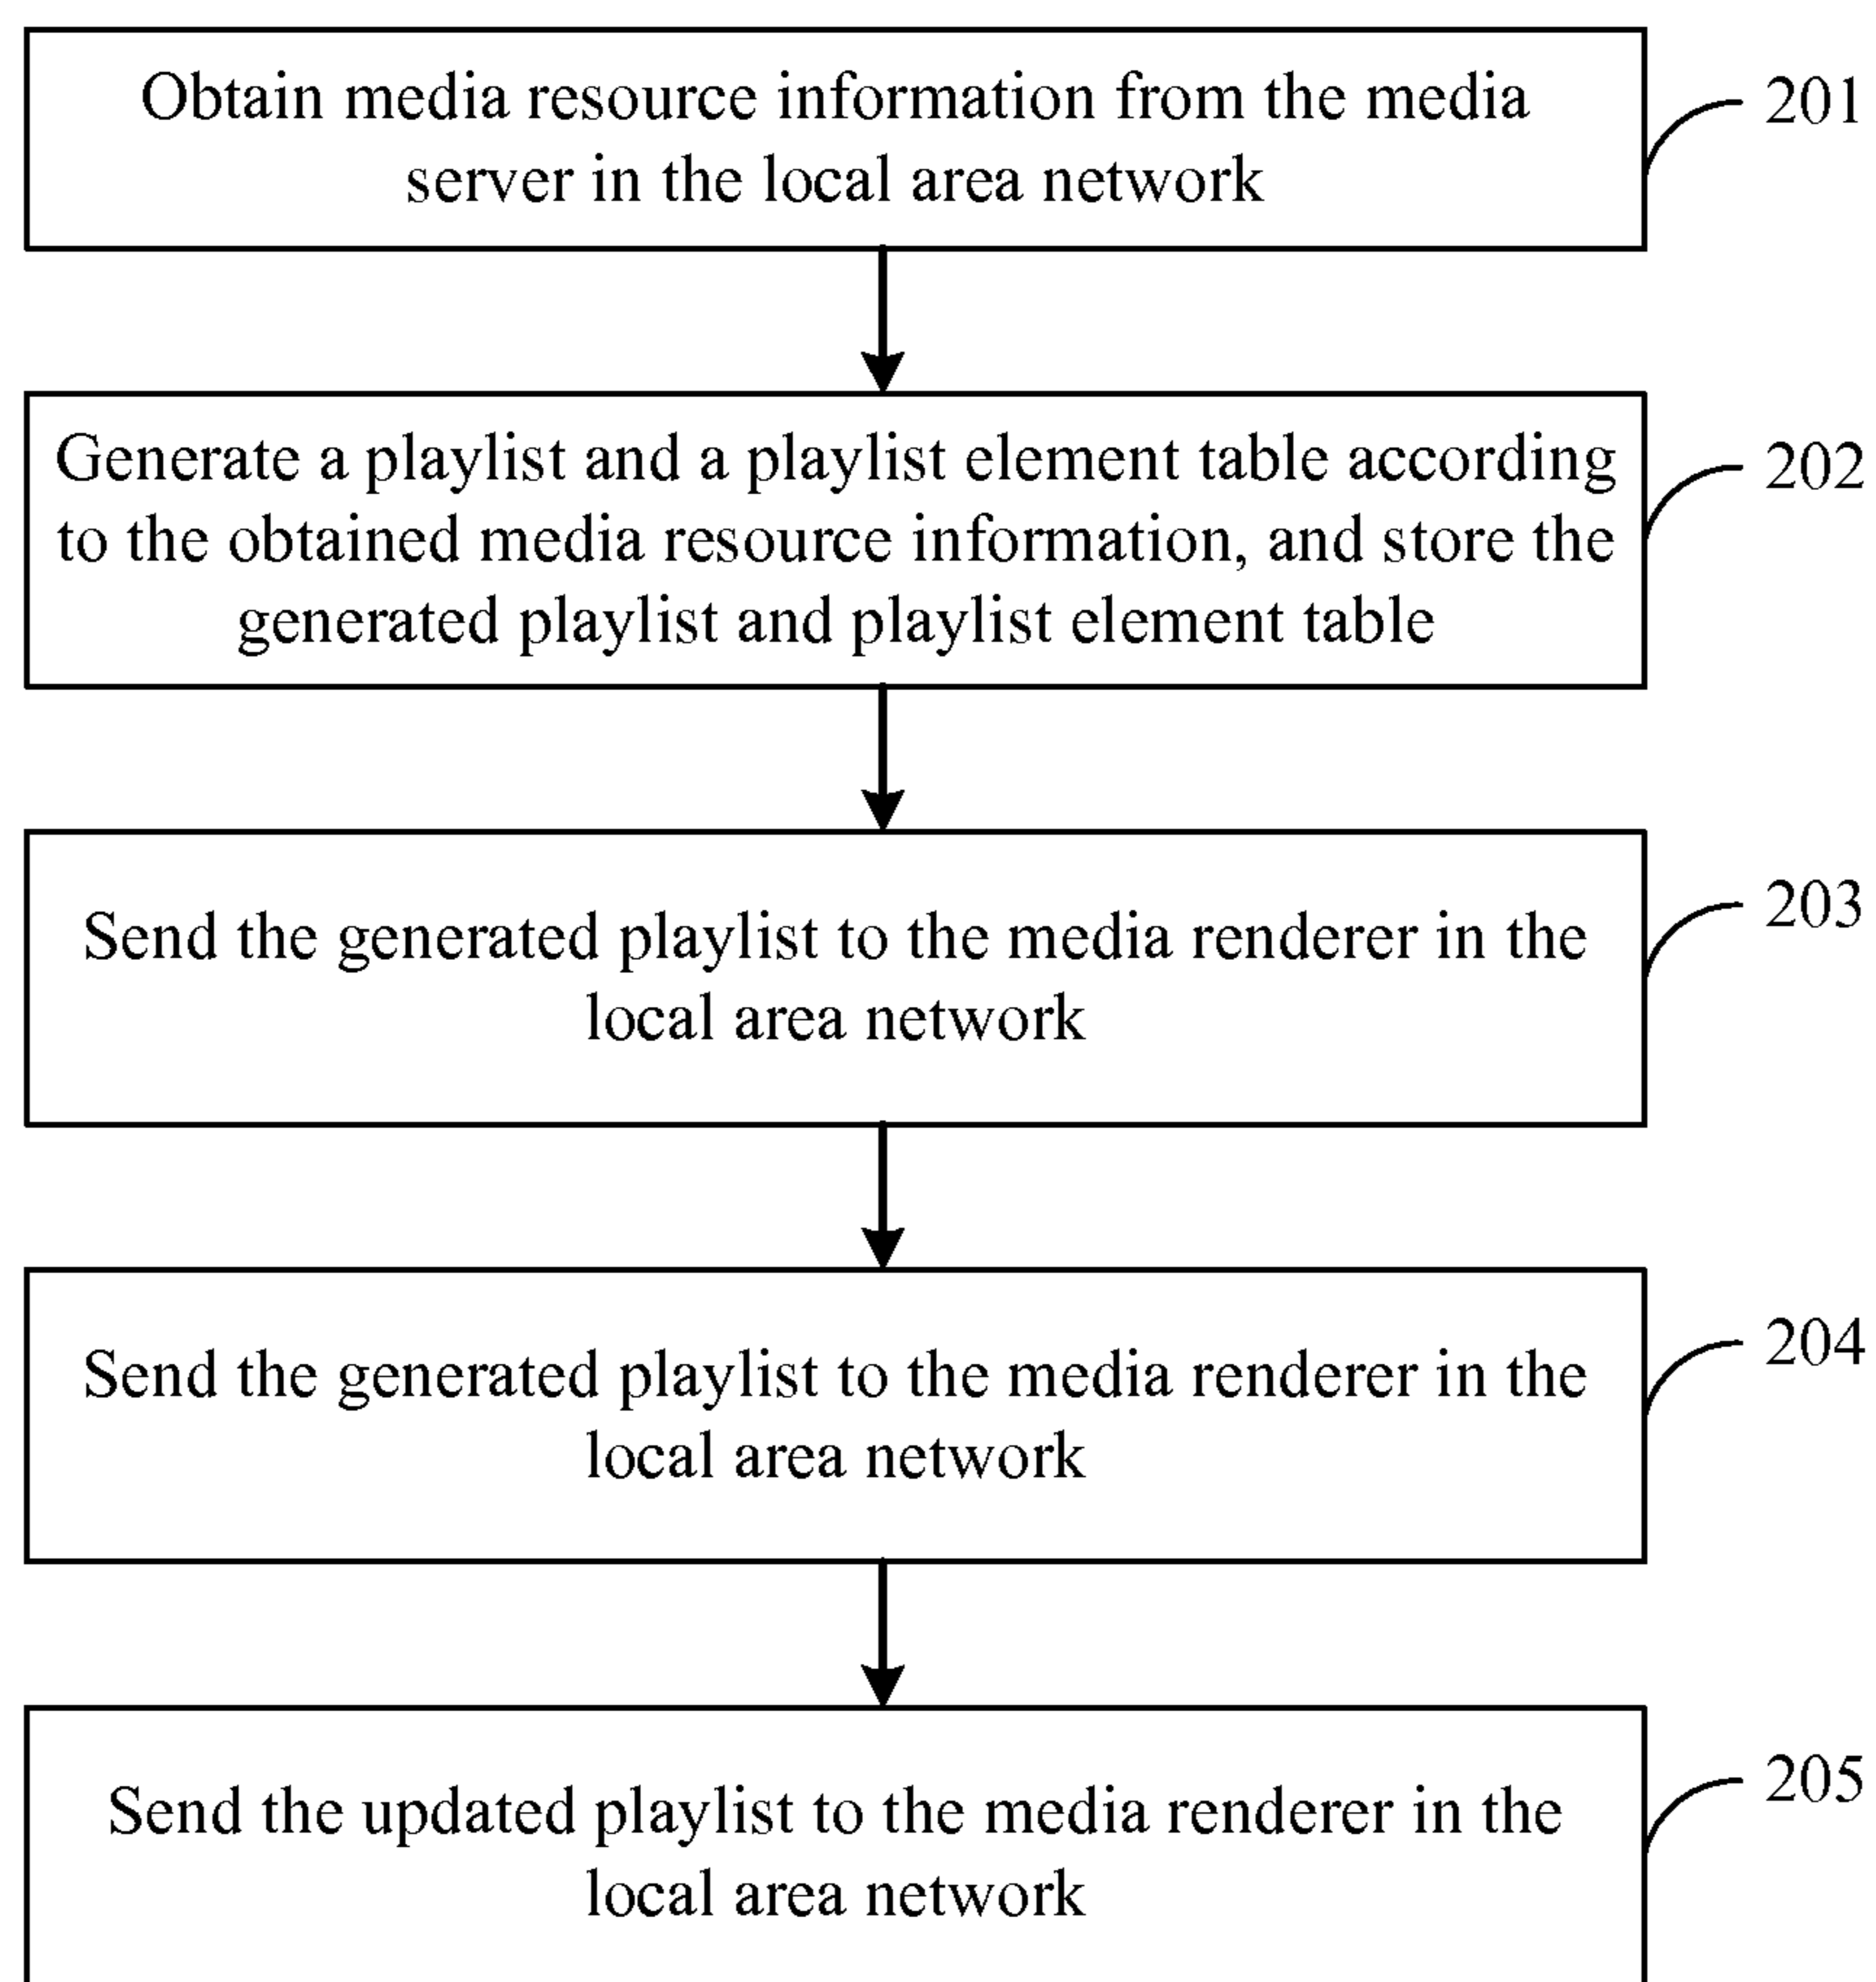 Obtain media resource information from the media
server in the local area network
201
Generate a playlist and a playlist element table according
to the obtained media resource information, and store the
generated playlist and playlist element table
202
Send the generated playlist to the media renderer in the
local area network
203
Send the generated playlist to the media renderer in the
local area network
204
Send the updated playlist to the media renderer in the
local area network
205